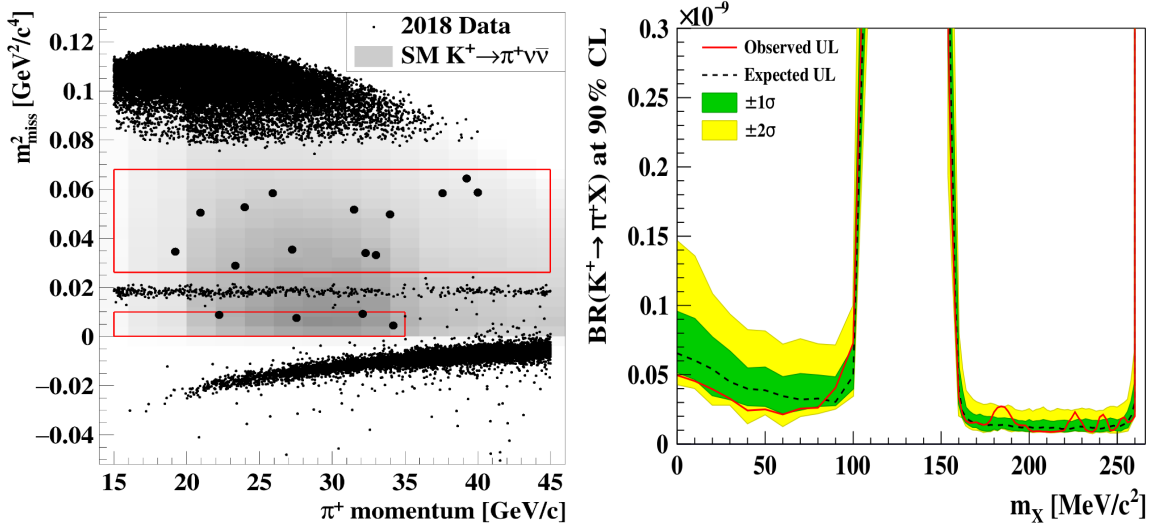 m²miss [GeV²/c⁴]
0.12
0.1
0.08
0.06
0.04
0.02
0
−0.02
−0.04
2018 Data
SM K⁺→π⁺νν̅
15 20 25 30 35 40 45
π⁺ momentum [GeV/c]
×10⁻⁹
BR(K⁺→π⁺X) at 90% CL
0.3
0.25
0.2
0.15
0.1
0.05
0
Observed UL
Expected UL
±1σ
±2σ
0 50 100 150 200 250
m_X [MeV/c²]